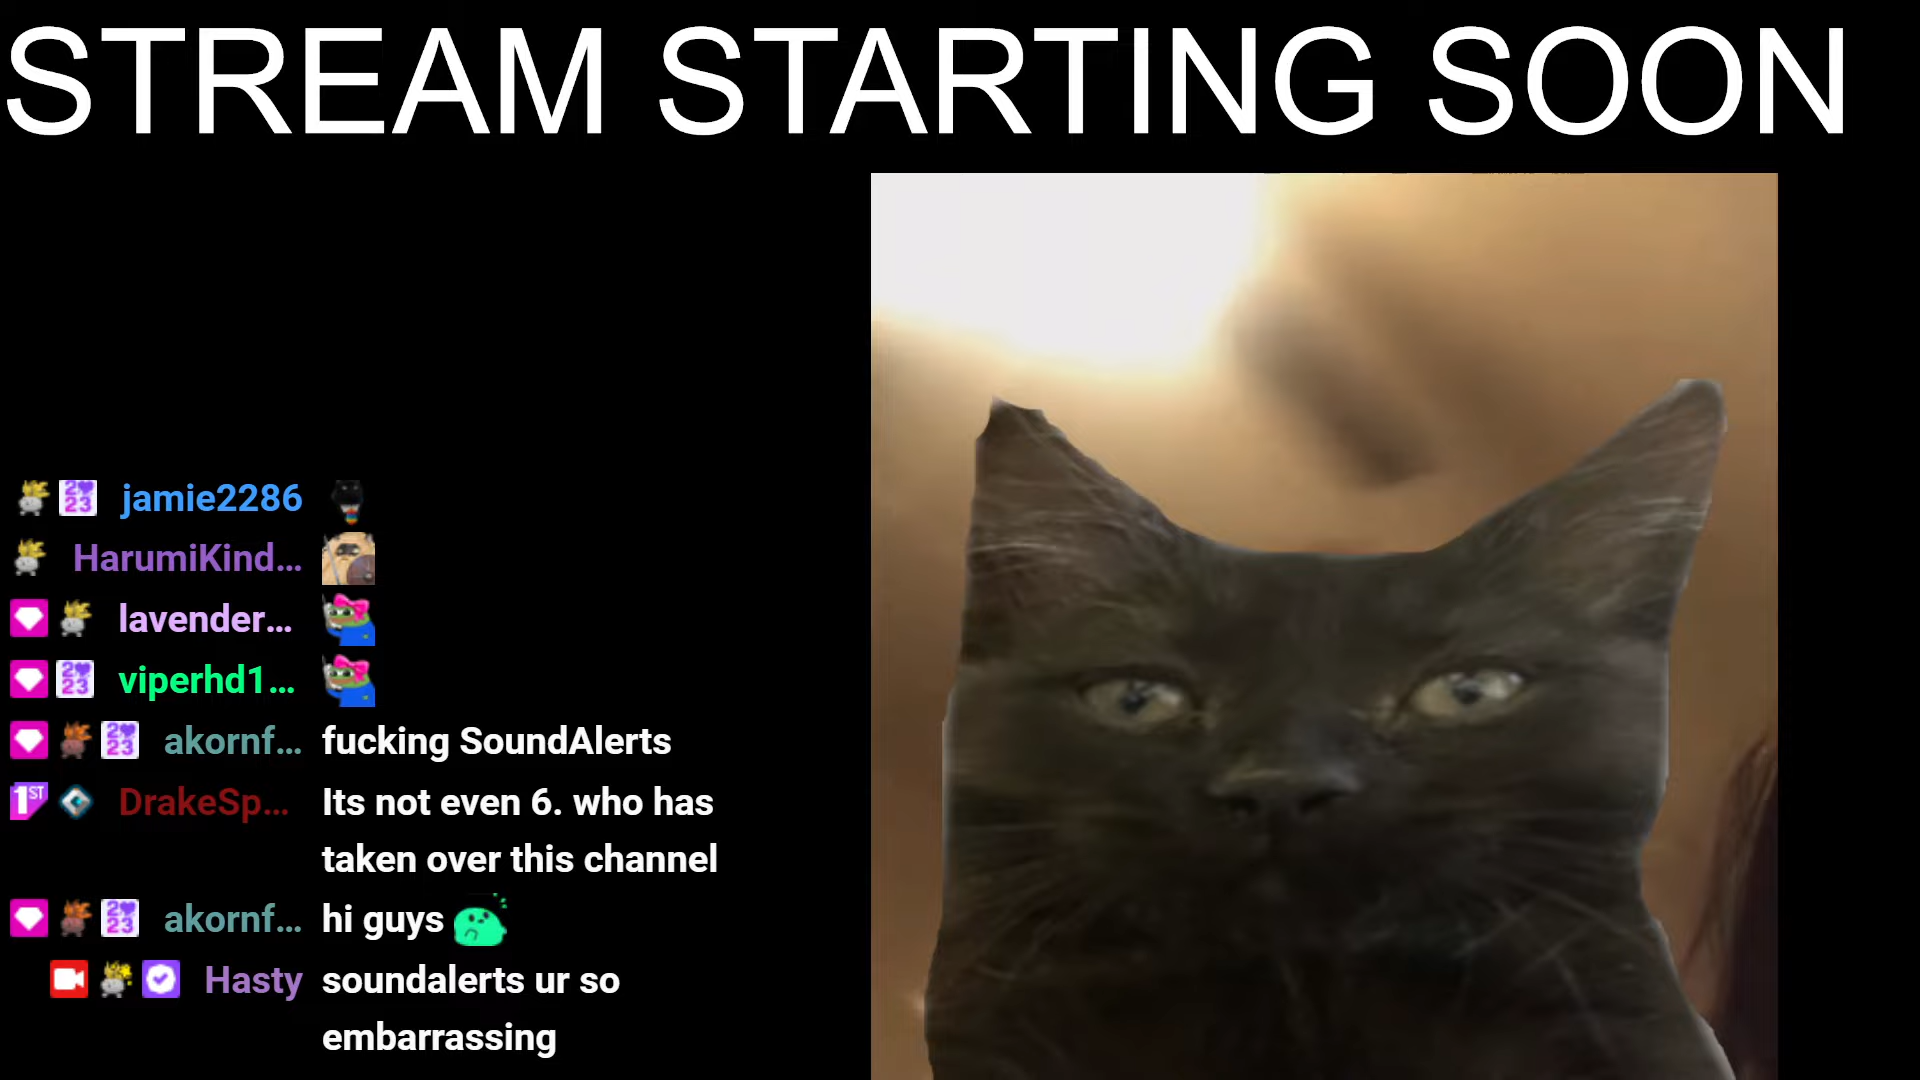 STREAM STARTING SOON
jamie2286
HarumiKind...
lavender...
viperhd1...
akornf... fucking SoundAlerts
DrakeSp... Its not even 6. who has
taken over this channel
akornf... hi guys
Hasty soundalerts ur so
embarrassing